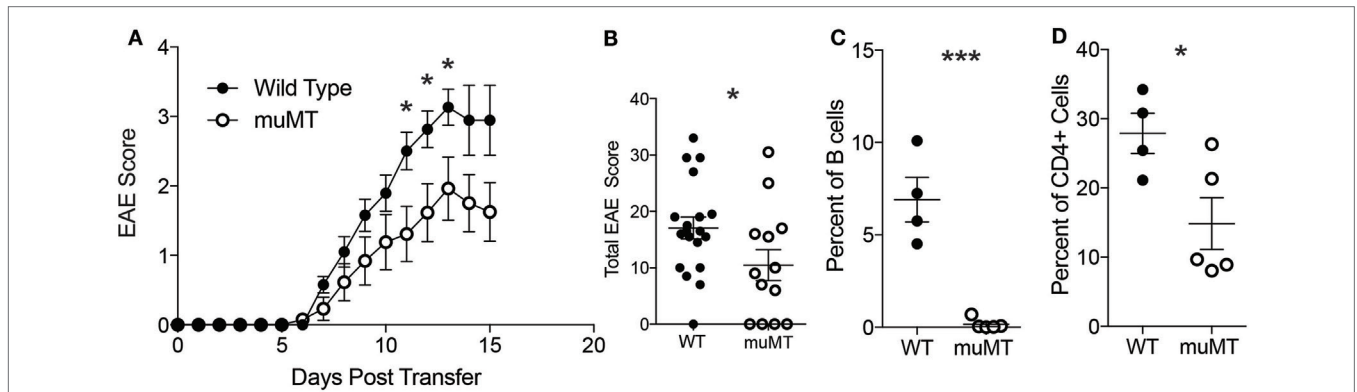 A
EAE Score
4
3
2
1
0
* * *
Wild Type
muMT
0 5 10 15 20
Days Post Transfer
B
Total EAE Score
40
30
20
10
0
*
WT muMT
C
Percent of B cells
15
10
5
0
***
WT muMT
D
Percent of CD4+ Cells
40
30
20
10
0
*
WT muMT